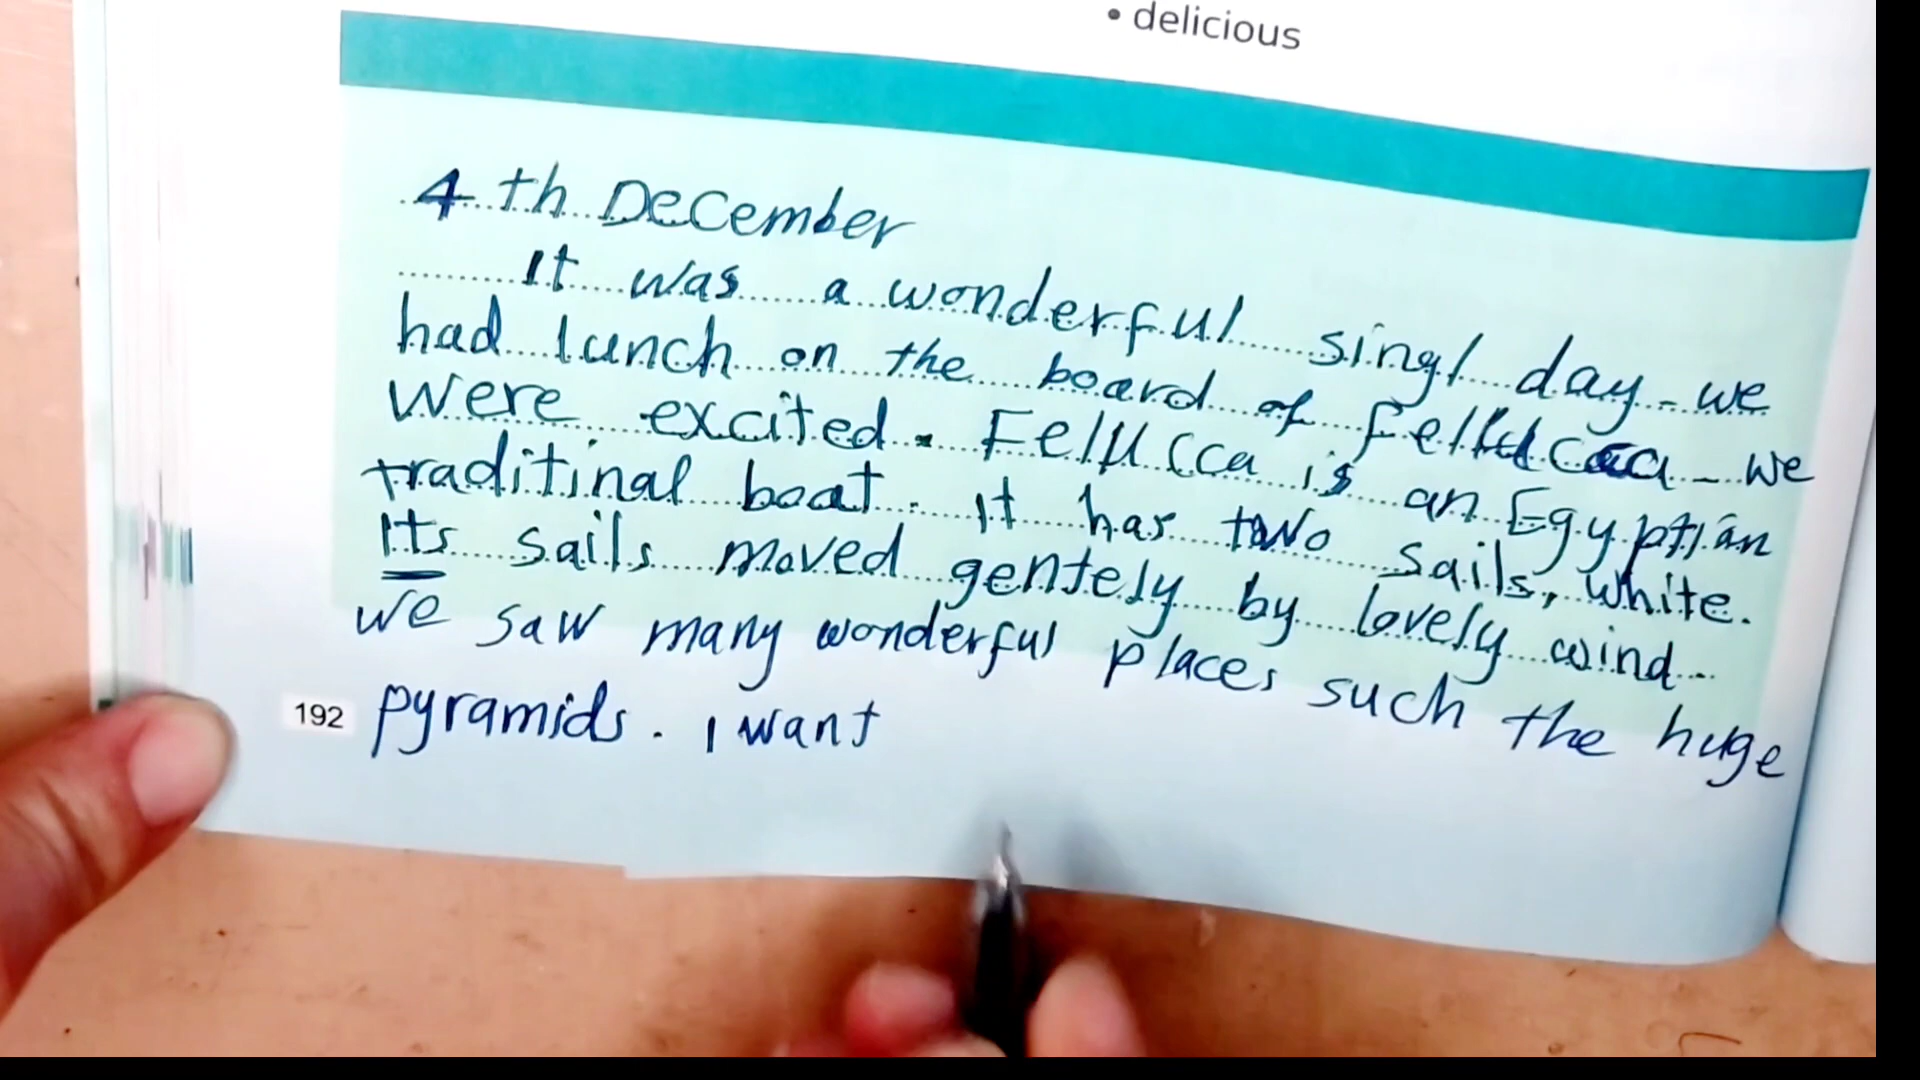 • delicious
4 th December
It was a wonderful singl day - we
had lunch on the board of Fellucca - we
were excited. Felucca is an Egyptian
traditinal boat. It has two sails, white.
Its sails moved gentely by lovely wind..
we saw many wonderful places such the huge
pyramids. I want
192